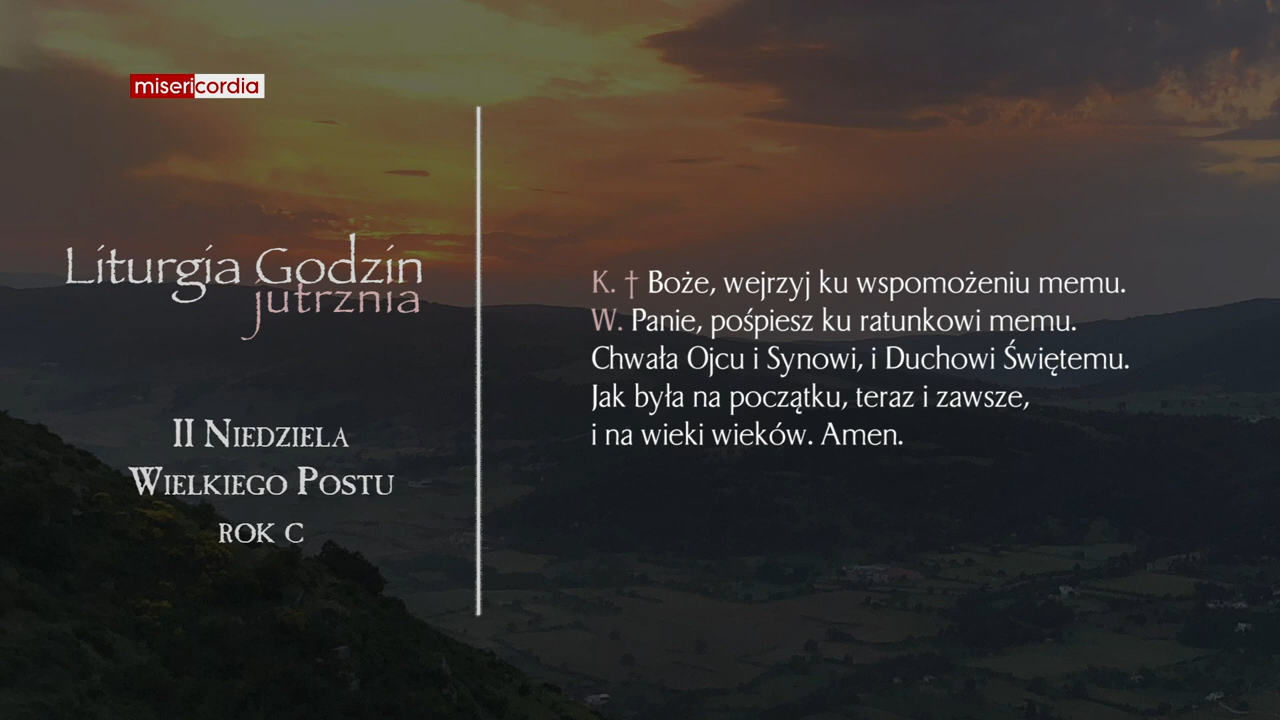 misericordia
Liturgia Godzin
jutrznia
II Niedziela
Wielkiego Postu
rok C
K. † Boże, wejrzyj ku wspomożeniu memu.
W. Panie, pośpiesz ku ratunkowi memu.
Chwała Ojcu i Synowi, i Duchowi Świętemu.
Jak była na początku, teraz i zawsze,
i na wieki wieków. Amen.